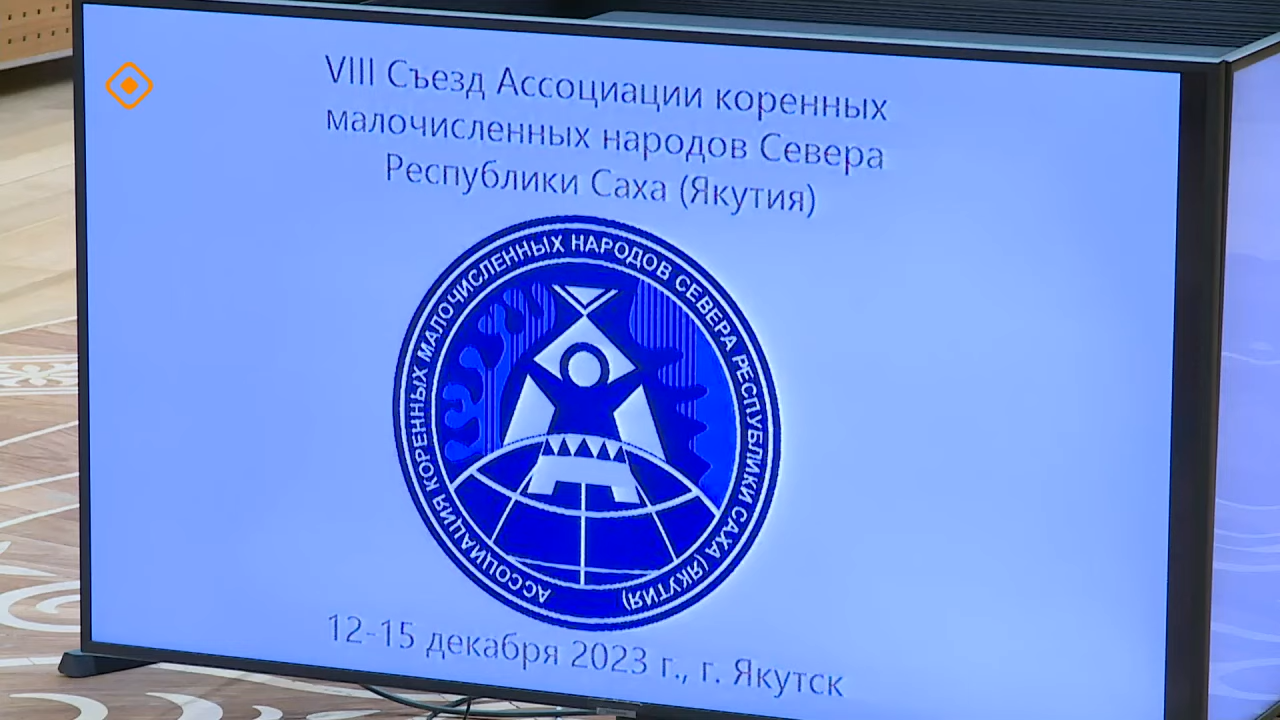 VIII Съезд Ассоциации коренных
малочисленных народов Севера
Республики Саха (Якутия)
АССОЦИАЦИЯ КОРЕННЫХ МАЛОЧИСЛЕННЫХ НАРОДОВ СЕВЕРА РЕСПУБЛИКИ САХА (ЯКУТИЯ)
12-15 декабря 2023 г., г. Якутск